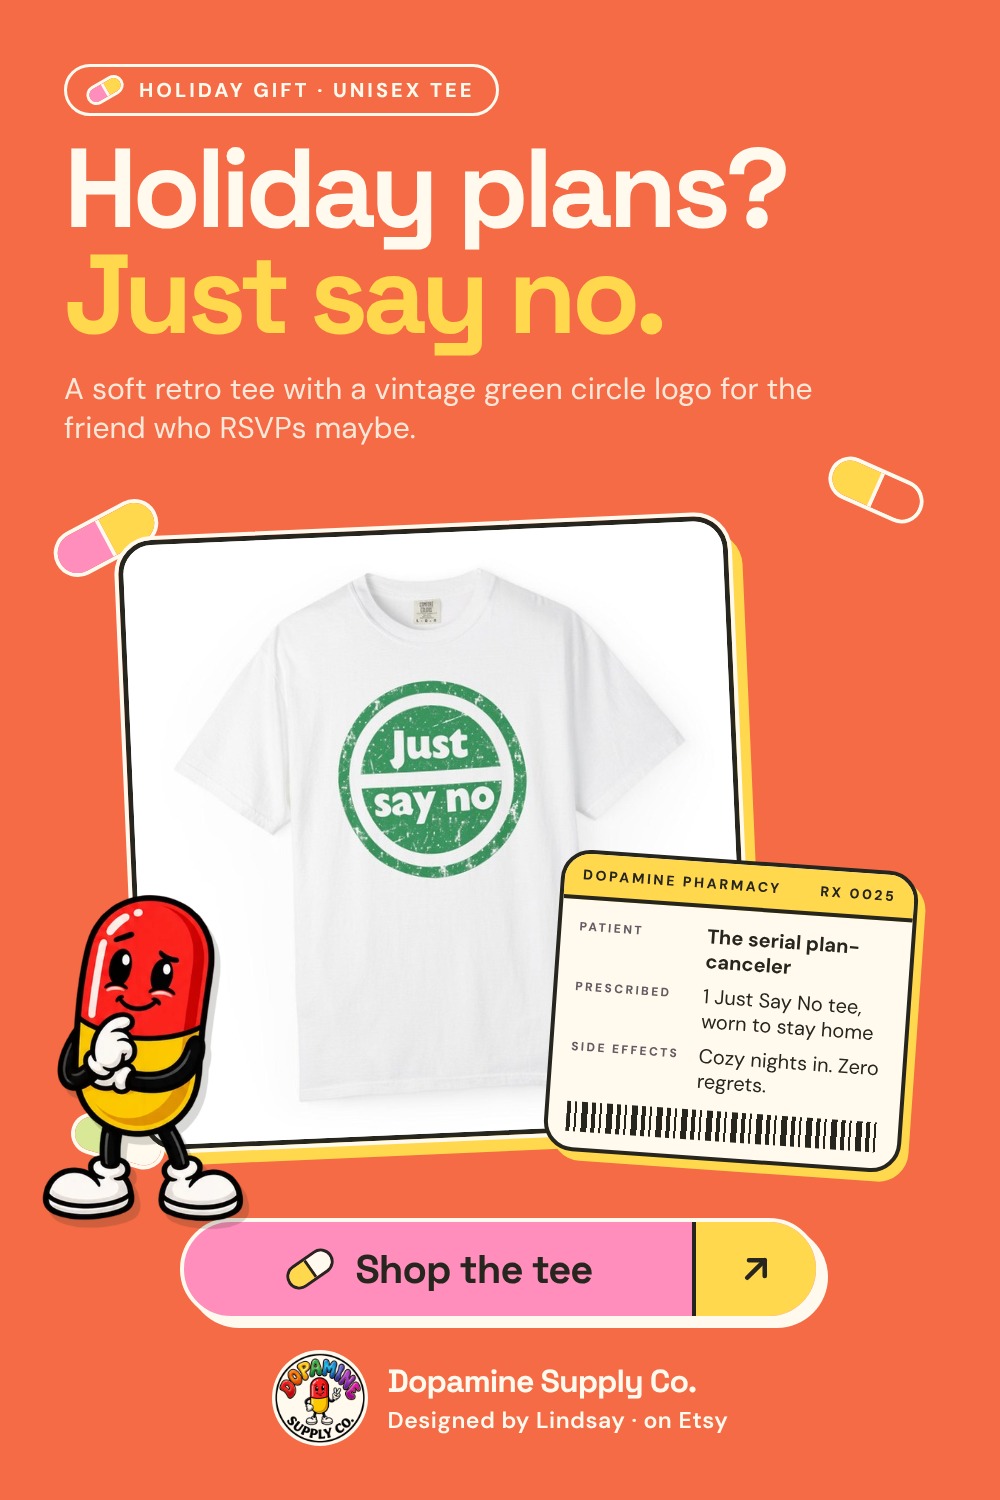 HOLIDAY GIFT · UNISEX TEE
Holiday plans?
Just say no.
A soft retro tee with a vintage green circle logo for the
friend who RSVPs maybe.
Just
say no
DOPAMINE PHARMACY RX 0025
PATIENT The serial plan-
canceler
PRESCRIBED 1 Just Say No tee,
worn to stay home
SIDE EFFECTS Cozy nights in. Zero
regrets.
Shop the tee
DOPAMINE
SUPPLY CO.
Dopamine Supply Co.
Designed by Lindsay · on Etsy